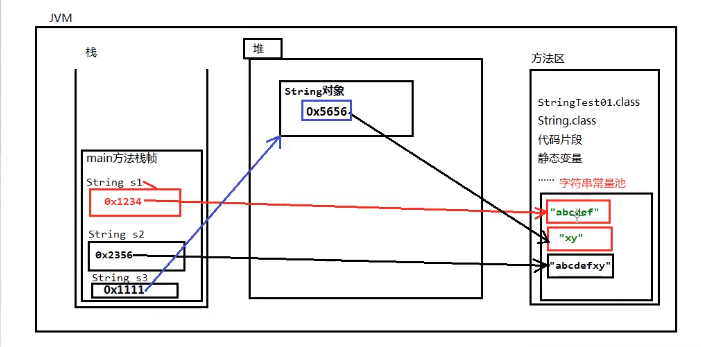 JVM
栈
堆
方法区
main方法栈帧
String s1
0x1234
String s2
0x2356
String s3
0x1111
String对象
0x5656
StringTest01.class
String.class
代码片段
静态变量
...... 字符串常量池
"abcdef"
"xy"
"abcdefxy"